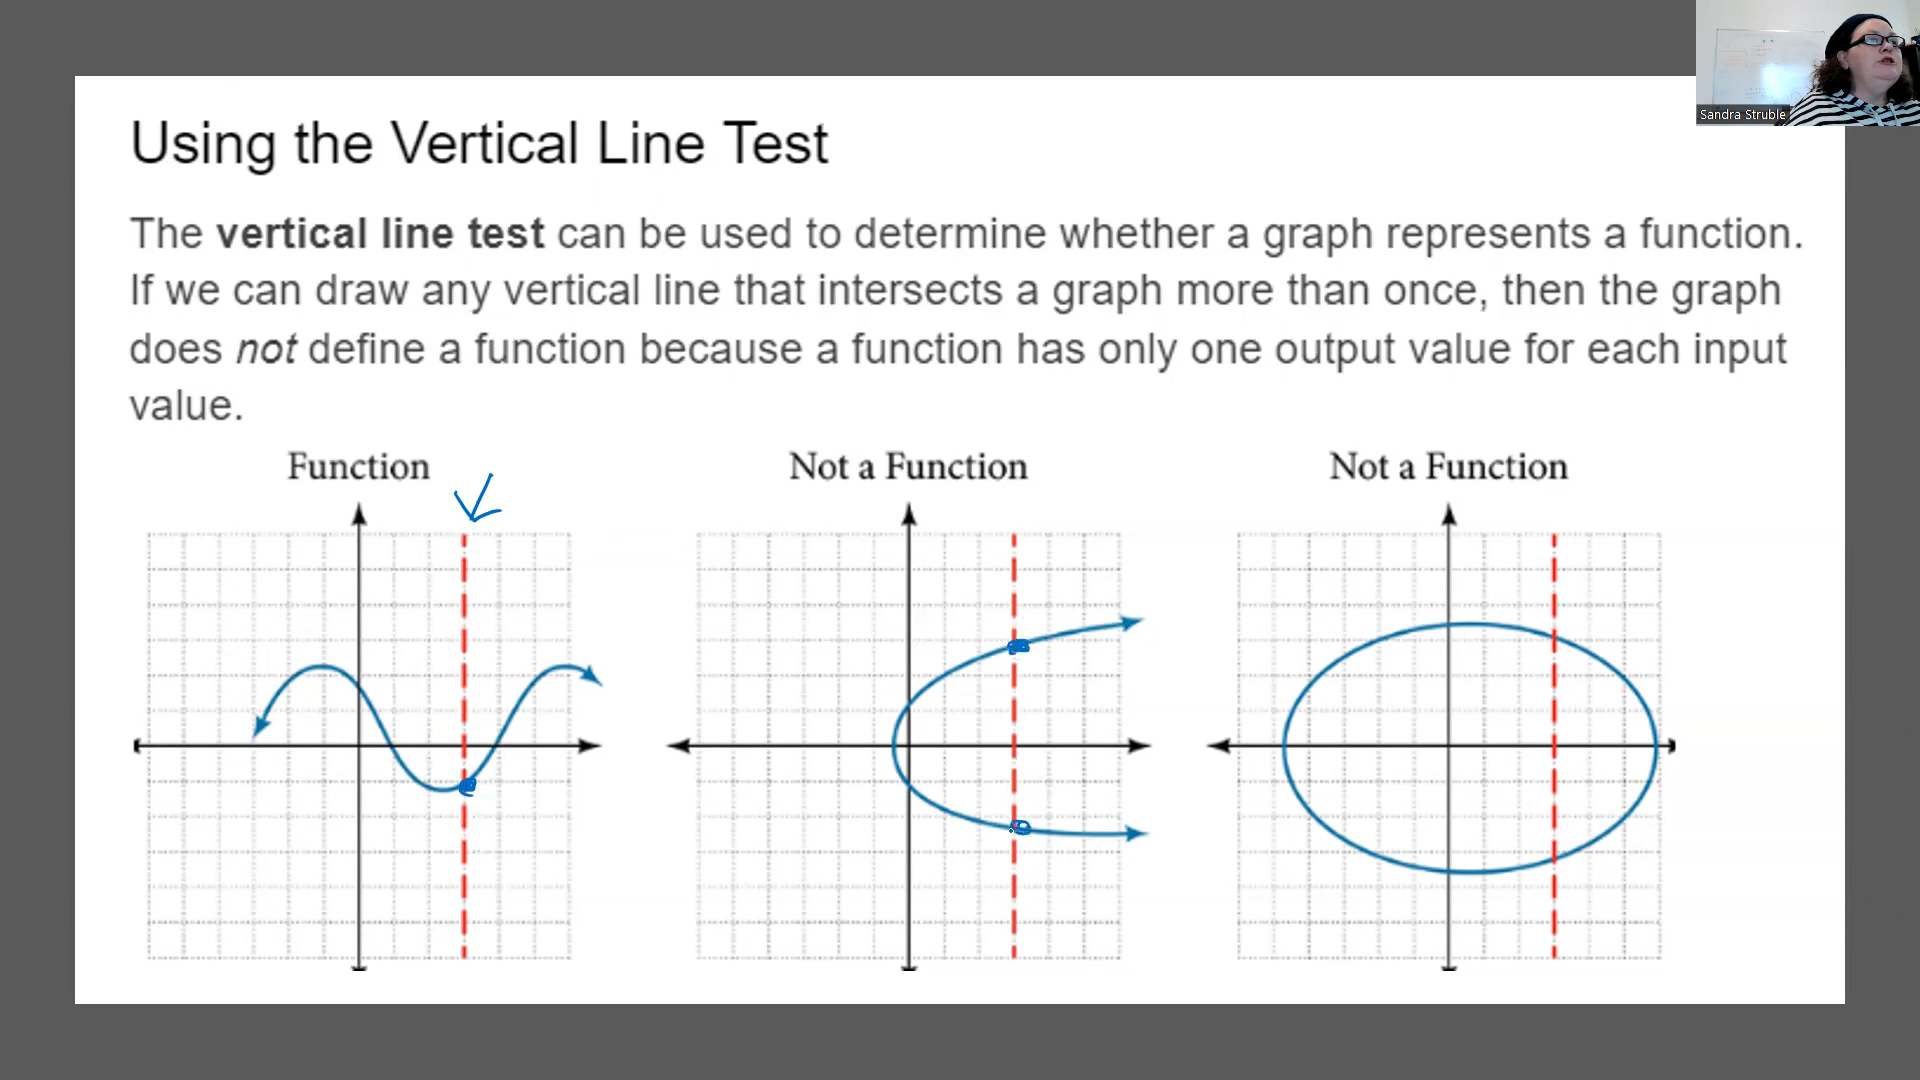 Sandra Struble
Using the Vertical Line Test
The vertical line test can be used to determine whether a graph represents a function.
If we can draw any vertical line that intersects a graph more than once, then the graph
does not define a function because a function has only one output value for each input
value.
Function
Not a Function
Not a Function